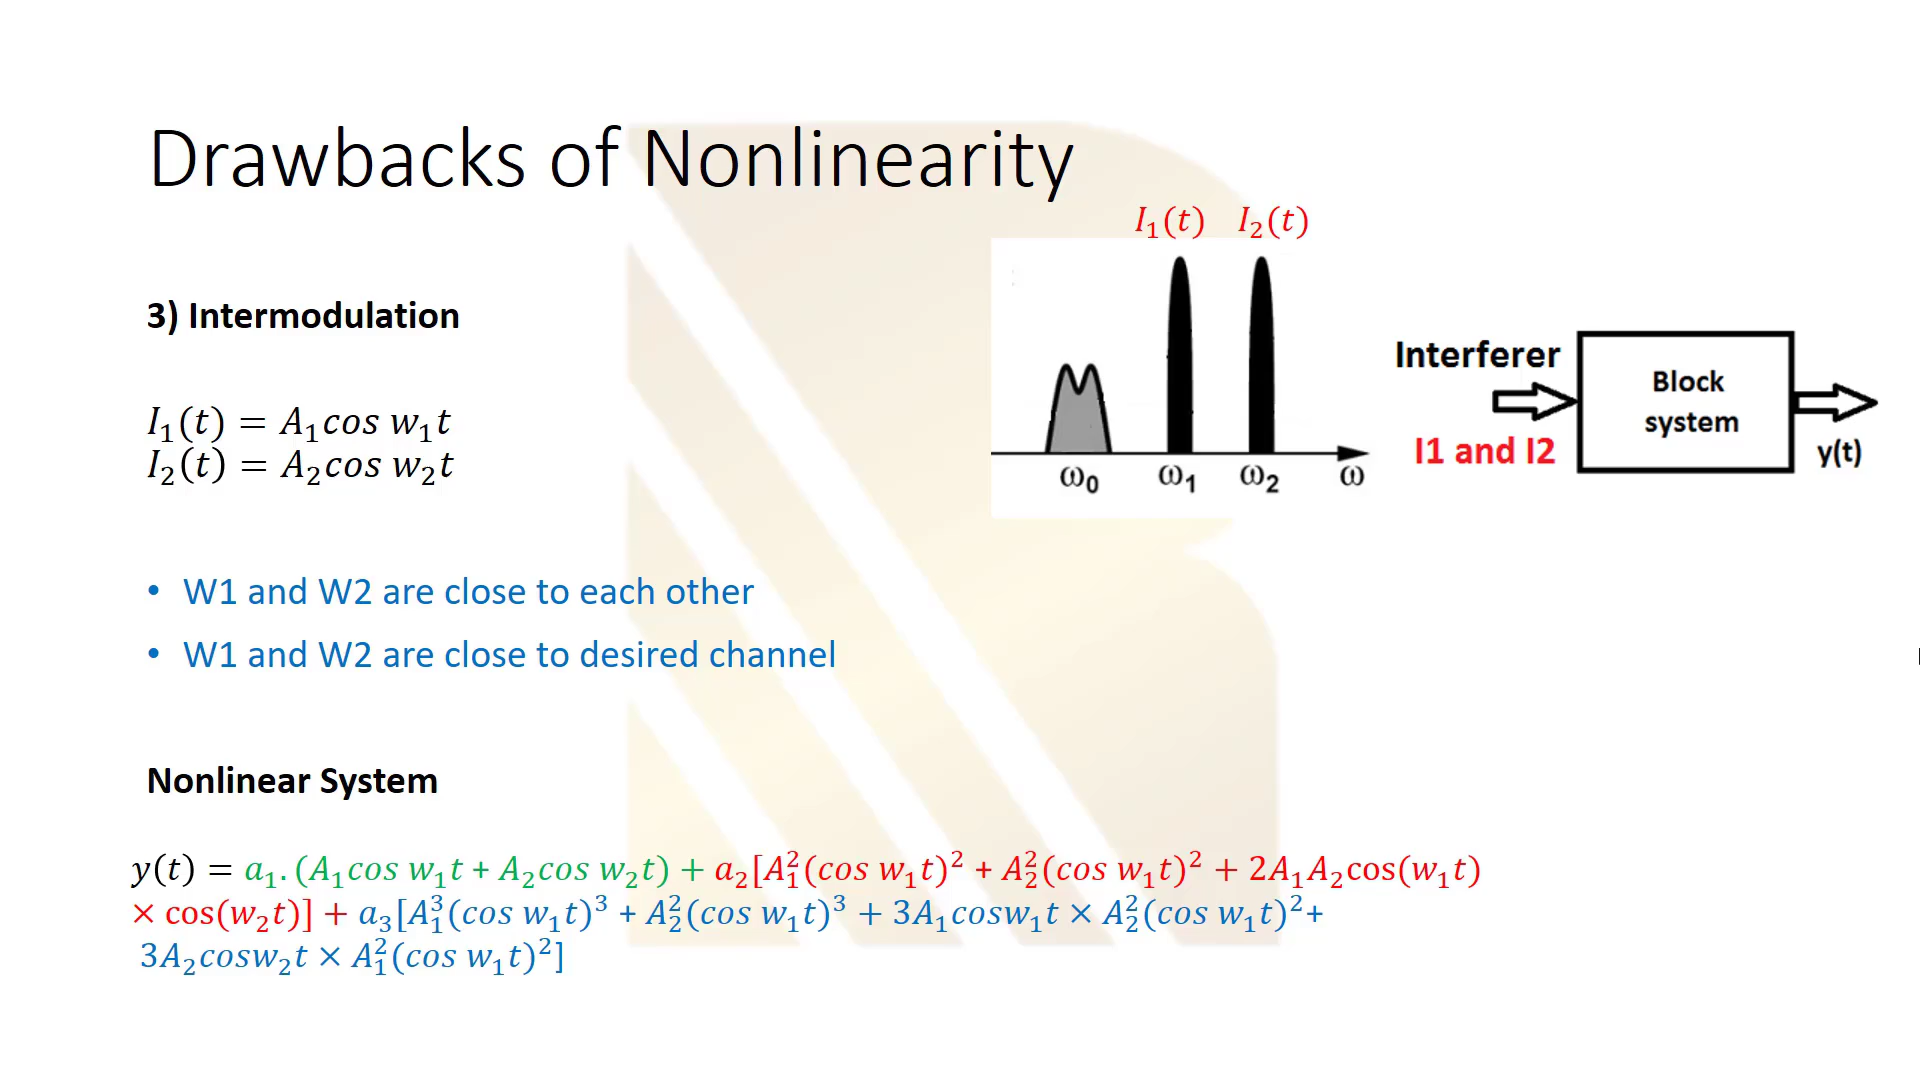 Drawbacks of Nonlinearity
I₁(t) I₂(t)
3) Intermodulation
I₁(t) = A₁cos w₁t
I₂(t) = A₂cos w₂t
ω₀ ω₁ ω₂ ω
Interferer
I1 and I2
Block
system
y(t)
• W1 and W2 are close to each other
• W1 and W2 are close to desired channel
Nonlinear System
y(t) = a₁.(A₁cos w₁t + A₂cos w₂t) + a₂[A₁²(cos w₁t)² + A₂²(cos w₁t)² + 2A₁A₂cos(w₁t)
× cos(w₂t)] + a₃[A₁³(cos w₁t)³ + A₂²(cos w₁t)³ + 3A₁cosw₁t × A₂²(cos w₁t)²+
3A₂cosw₂t × A₁²(cos w₁t)²]